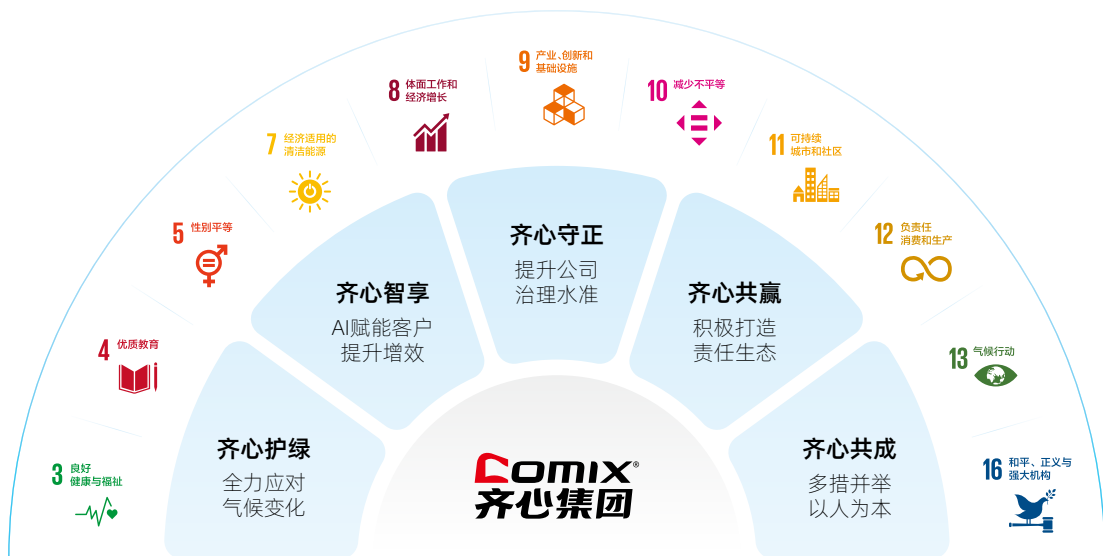 9 产业、创新和
基础设施
8 体面工作和
经济增长
10 减少不平等
7 经济适用的
清洁能源
11 可持续
城市和社区
5 性别平等
12 负责任
消费和生产
4 优质教育
13 气候行动
3 良好
健康与福祉
16 和平、正义与
强大机构
齐心护绿
全力应对
气候变化
齐心智享
AI赋能客户
提升增效
齐心守正
提升公司
治理水准
齐心共赢
积极打造
责任生态
齐心共成
多措并举
以人为本
COMIX®
齐心集团